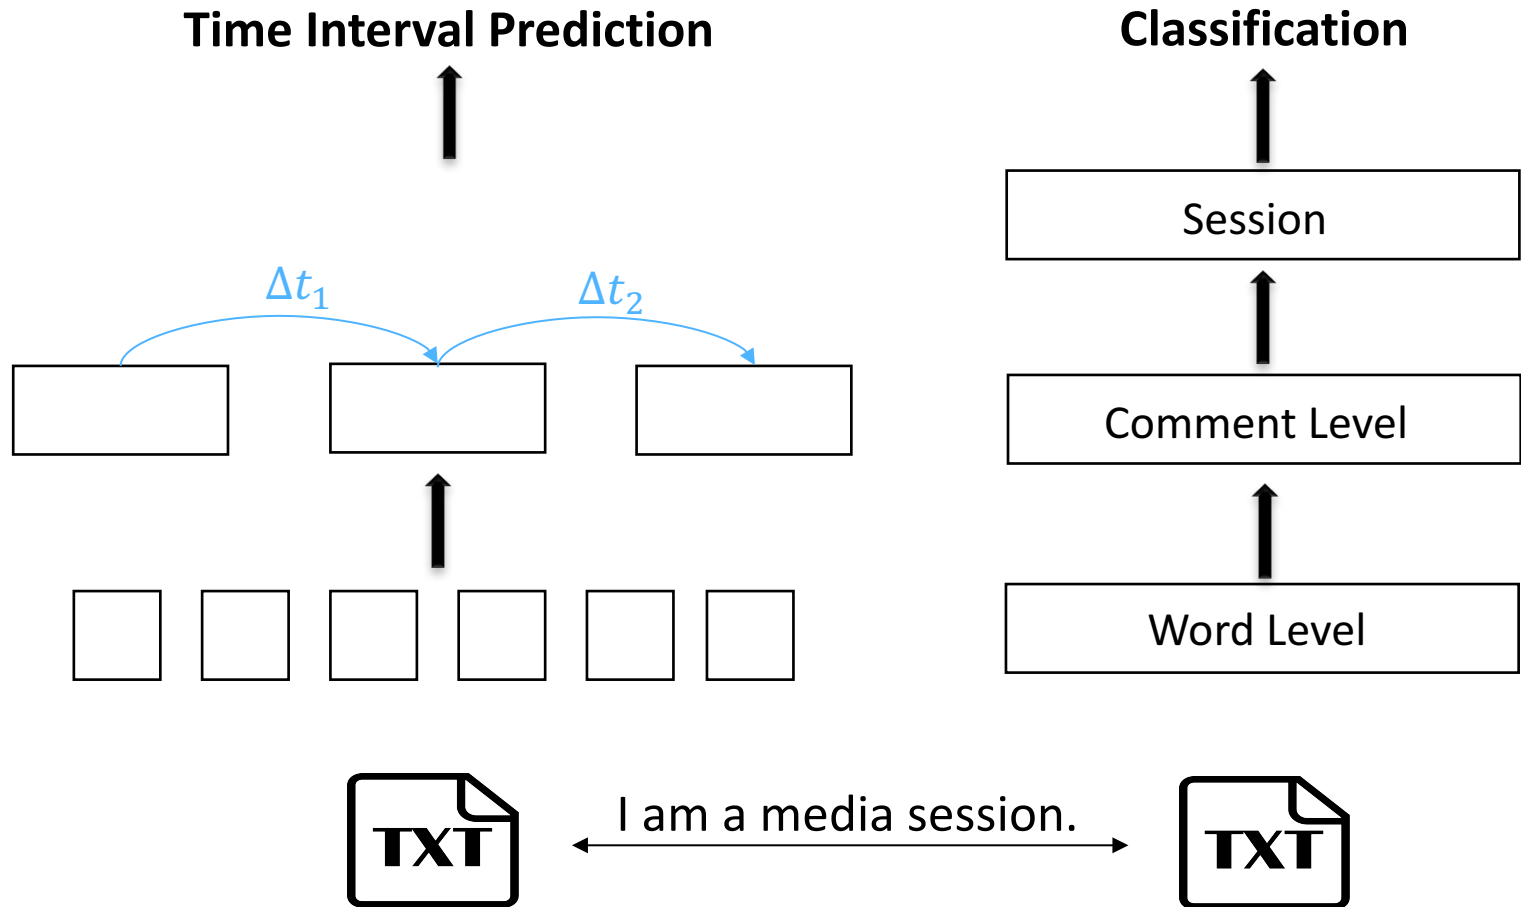 Time Interval Prediction
Classification
Session
Δt₁
Δt₂
Comment Level
Word Level
I am a media session.
TXT
TXT